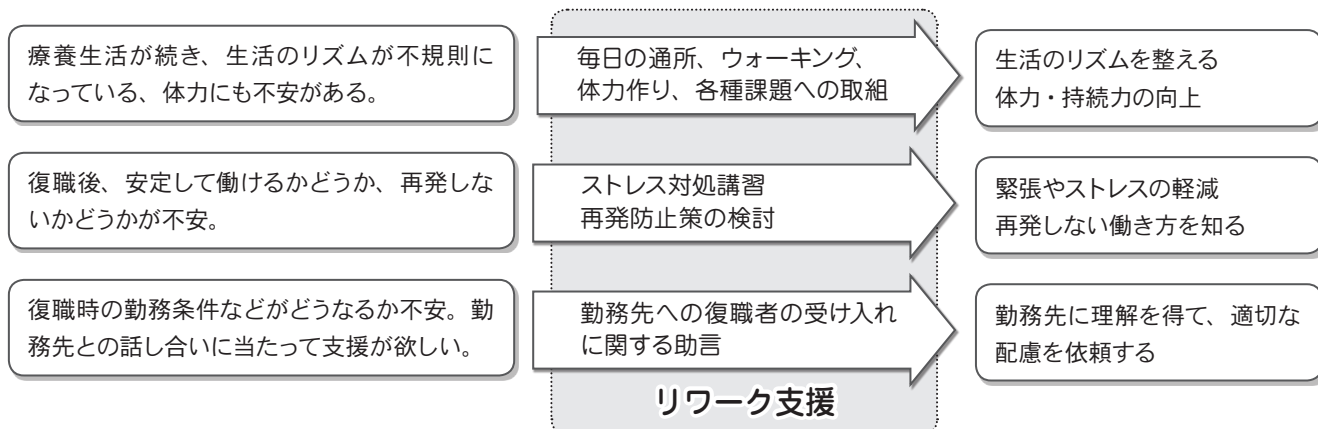 療養生活が続き、生活のリズムが不規則に
なっている、体力にも不安がある。
毎日の通所、ウォーキング、
体力作り、各種課題への取組
生活のリズムを整える
体力・持続力の向上
復職後、安定して働けるかどうか、再発しな
いかどうかが不安。
ストレス対処講習
再発防止策の検討
緊張やストレスの軽減
再発しない働き方を知る
復職時の勤務条件などがどうなるか不安。勤
務先との話し合いに当たって支援が欲しい。
勤務先への復職者の受け入れ
に関する助言
勤務先に理解を得て、適切な
配慮を依頼する
リワーク支援